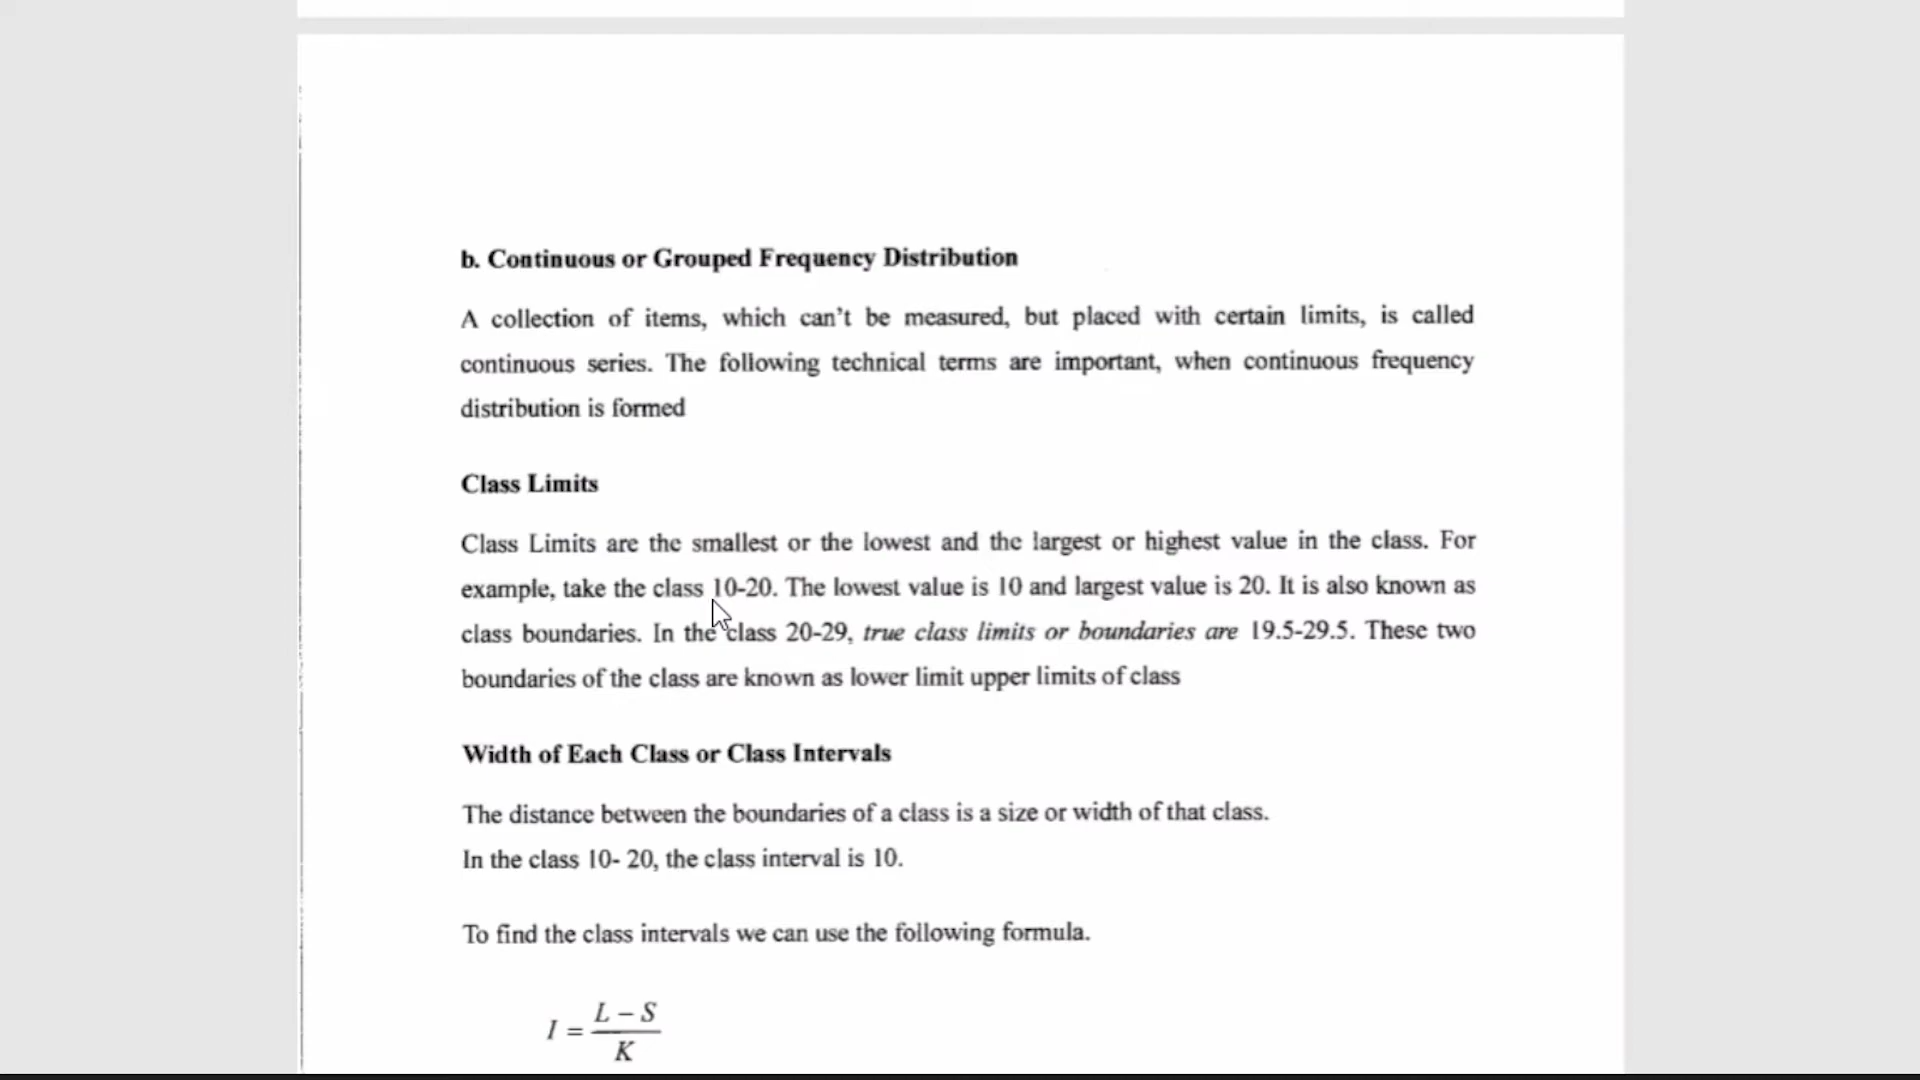 b. Continuous or Grouped Frequency Distribution
A collection of items, which can't be measured, but placed with certain limits, is called
continuous series. The following technical terms are important, when continuous frequency
distribution is formed
Class Limits
Class Limits are the smallest or the lowest and the largest or highest value in the class. For
example, take the class 10-20. The lowest value is 10 and largest value is 20. It is also known as
class boundaries. In the class 20-29, true class limits or boundaries are 19.5-29.5. These two
boundaries of the class are known as lower limit upper limits of class
Width of Each Class or Class Intervals
The distance between the boundaries of a class is a size or width of that class.
In the class 10- 20, the class interval is 10.
To find the class intervals we can use the following formula.
I = L – S
K